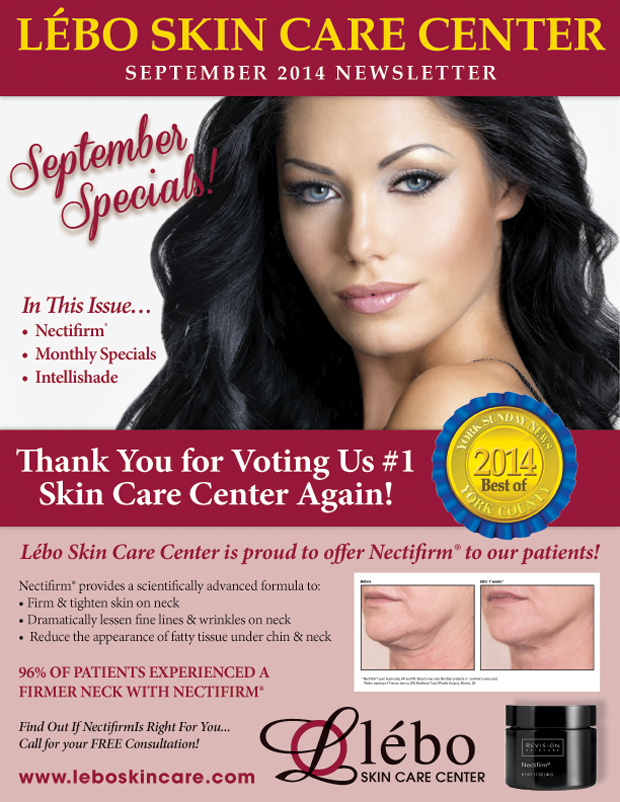 LÉBO SKIN CARE CENTER
SEPTEMBER 2014 NEWSLETTER
September
Specials!
In This Issue…
• Nectifirm®
• Monthly Specials
• Intellishade
Thank You for Voting Us #1
Skin Care Center Again!
YORK SUNDAY NEWS
2014
Best of
YORK COUNTY
Lébo Skin Care Center is proud to offer Nectifirm® to our patients!
Nectifirm® provides a scientifically advanced formula to:
• Firm & tighten skin on neck
• Dramatically lessen fine lines & wrinkles on neck
• Reduce the appearance of fatty tissue under chin & neck
Before
After 7 weeks*
96% OF PATIENTS EXPERIENCED A
FIRMER NECK WITH NECTIFIRM®
Find Out If NectifirmIs Right For You...
Call for your FREE Consultation!
www.leboskincare.com
lébo
SKIN CARE CENTER
REVISION
SKINCARE
Nectifirm®